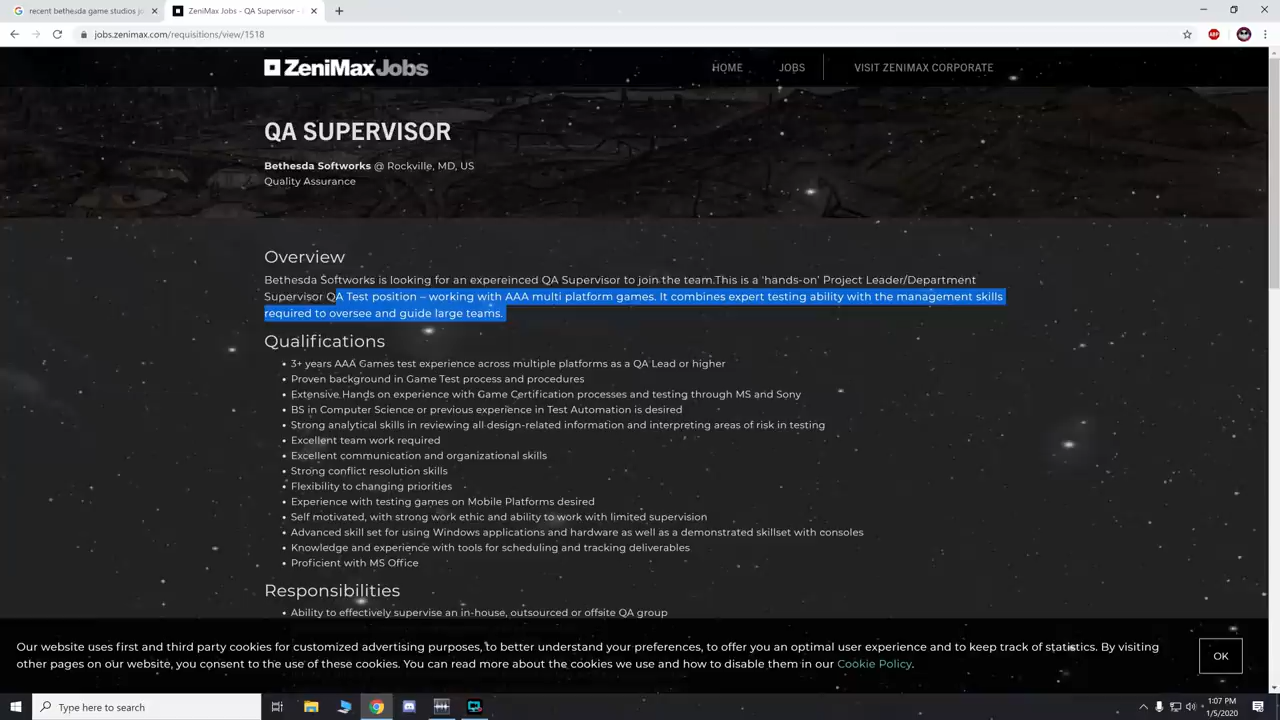 recent bethesda game studios jo
ZeniMax Jobs - QA Supervisor -
jobs.zenimax.com/requisitions/view/1518
ABP
ZeniMaxJobs
HOME
JOBS
VISIT ZENIMAX CORPORATE
QA SUPERVISOR
Bethesda Softworks @ Rockville, MD, US
Quality Assurance
Overview
Bethesda Softworks is looking for an expereinced QA Supervisor to join the team.This is a 'hands-on' Project Leader/Department
Supervisor QA Test position – working with AAA multi platform games. It combines expert testing ability with the management skills
required to oversee and guide large teams.
Qualifications
• 3+ years AAA Games test experience across multiple platforms as a QA Lead or higher
• Proven background in Game Test process and procedures
• Extensive Hands on experience with Game Certification processes and testing through MS and Sony
• BS in Computer Science or previous experience in Test Automation is desired
• Strong analytical skills in reviewing all design-related information and interpreting areas of risk in testing
• Excellent team work required
• Excellent communication and organizational skills
• Strong conflict resolution skills
• Flexibility to changing priorities
• Experience with testing games on Mobile Platforms desired
• Self motivated, with strong work ethic and ability to work with limited supervision
• Advanced skill set for using Windows applications and hardware as well as a demonstrated skillset with consoles
• Knowledge and experience with tools for scheduling and tracking deliverables
• Proficient with MS Office
Responsibilities
• Ability to effectively supervise an in-house, outsourced or offsite QA group
Our website uses first and third party cookies for customized advertising purposes, to better understand your preferences, to offer you an optimal user experience and to keep track of statistics. By visiting
other pages on our website, you consent to the use of these cookies. You can read more about the cookies we use and how to disable them in our Cookie Policy.
OK
Type here to search
1:07 PM
1/5/2020